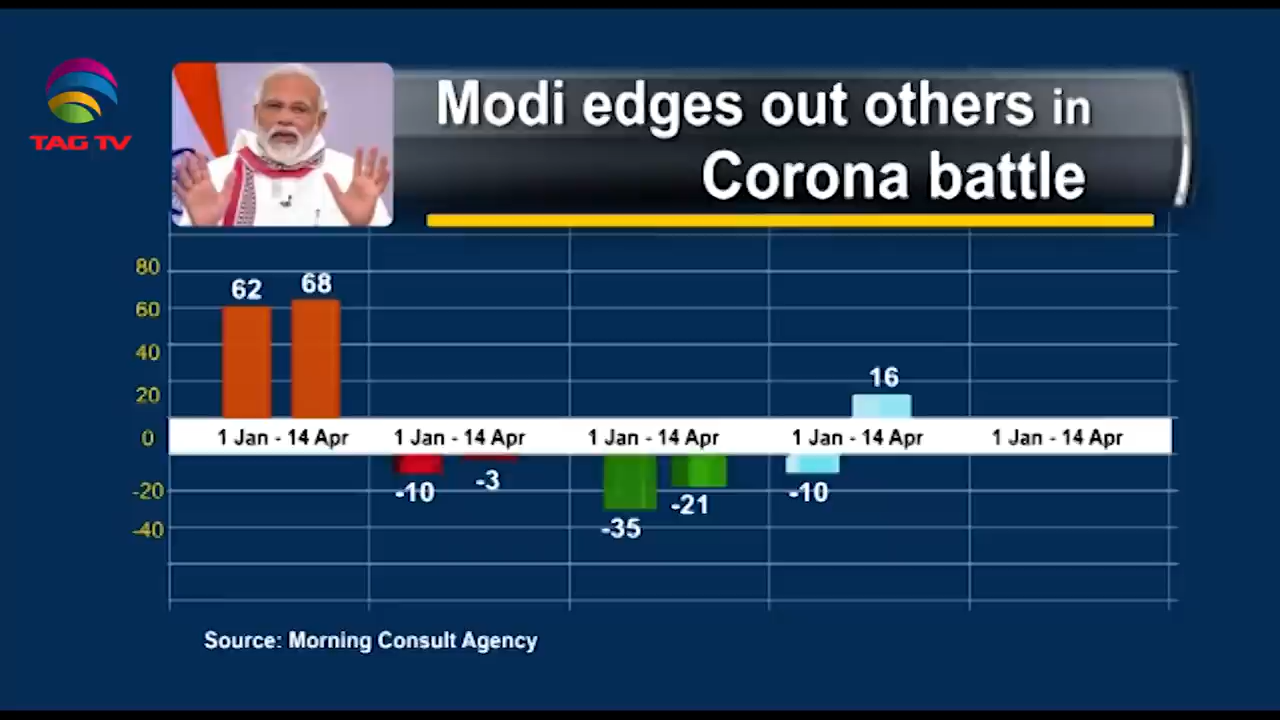 TAG TV
Modi edges out others in
Corona battle
80
60
40
20
0
-20
-40
62
68
16
1 Jan - 14 Apr
1 Jan - 14 Apr
1 Jan - 14 Apr
1 Jan - 14 Apr
1 Jan - 14 Apr
-10
-3
-35
-21
-10
Source: Morning Consult Agency